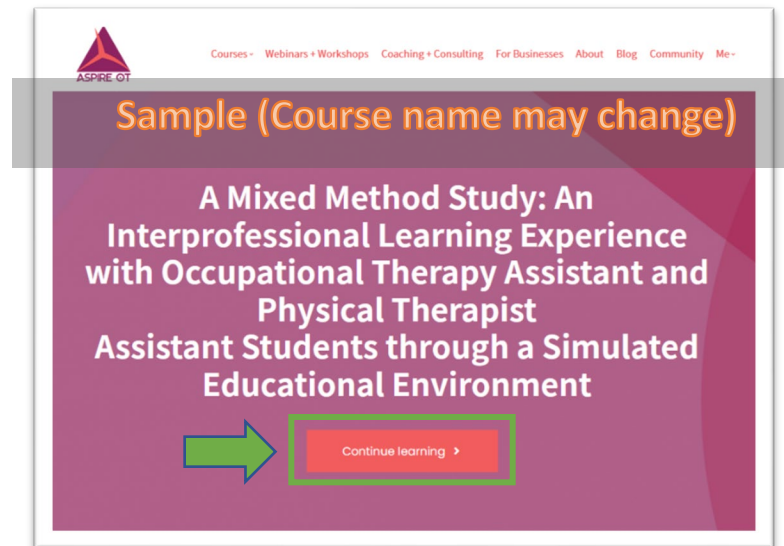 Courses Webinars + Workshops Coaching + Consulting For Businesses About Blog Community Me
ASPIRE OT
Sample (Course name may change)
A Mixed Method Study: An
Interprofessional Learning Experience
with Occupational Therapy Assistant and
Physical Therapist
Assistant Students through a Simulated
Educational Environment
Continue learning